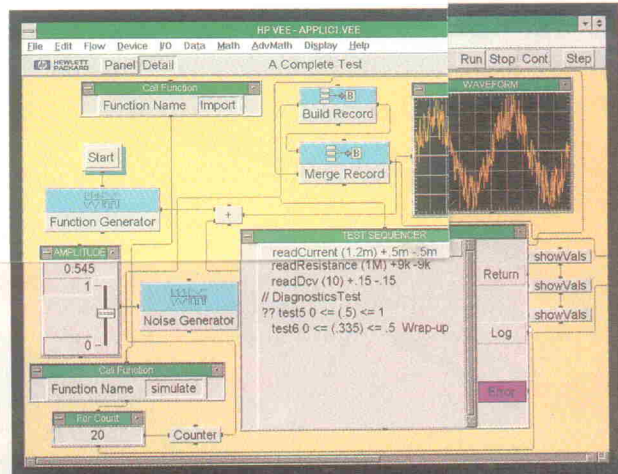 HP VEE - APPLIC1.VEE
File Edit Flow Device I/O Data Math AdvMath Display Help
HEWLETT PACKARD Panel Detail A Complete Test Run Stop Cont Step
Call Function
Function Name Import
Build Record
Merge Record
WAVEFORM
Start
Function Generator
+
AMPLITUDE
0.545
1
0
Noise Generator
TEST SEQUENCER
readCurrent (1.2m) +.5m -.5m
readResistance (1M) +9k -9k
readDcv (10) +.15 -.15
// DiagnosticsTest
?? test5 0 <= (.5) <= 1
test6 0 <= (.335) <= .5 Wrap-up
Return
Log
Error
showVals
showVals
showVals
Call Function
Function Name simulate
For Count
20
Counter